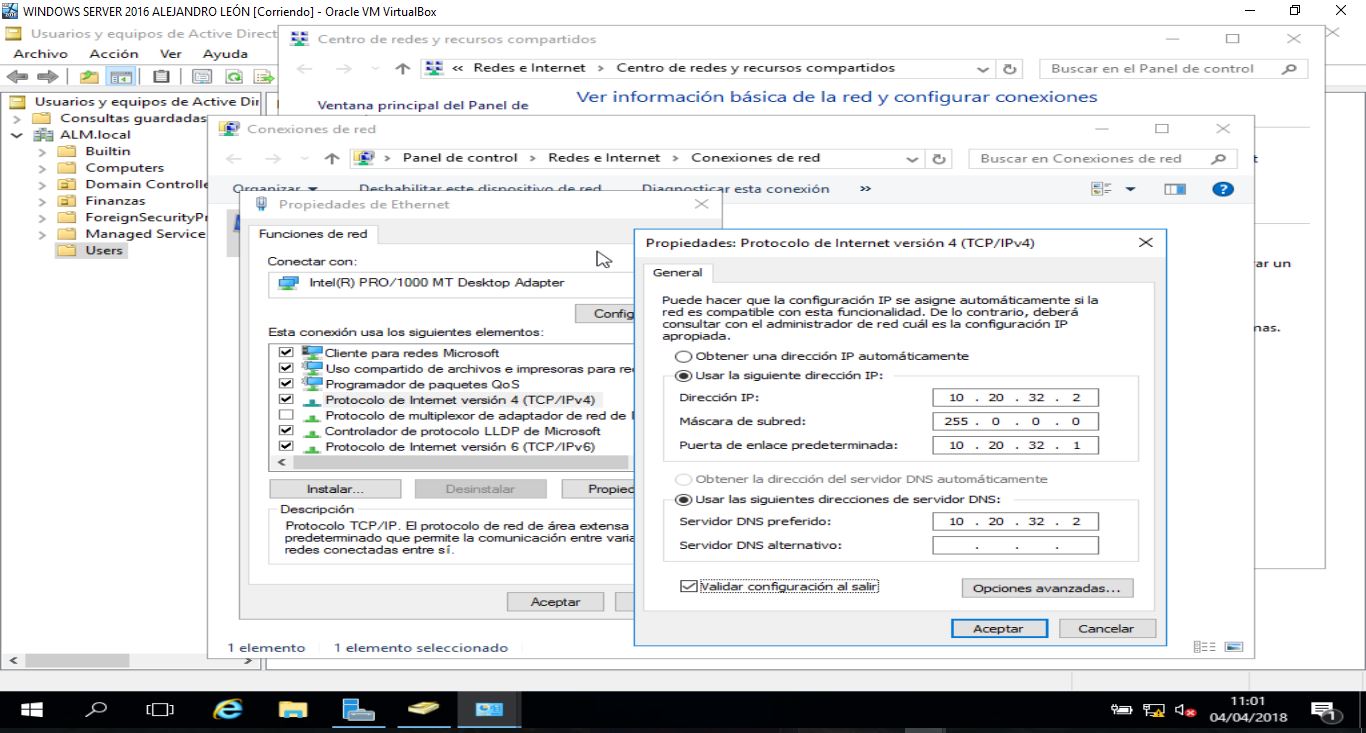 WINDOWS SERVER 2016 ALEJANDRO LEÓN [Corriendo] - Oracle VM VirtualBox
Usuarios y equipos de Active Direct
Archivo Acción Ver Ayuda
Usuarios y equipos de Active Dir
Consultas guardadas
ALM.local
Builtin
Computers
Domain Controlle
Finanzas
ForeignSecurityPr
Managed Service
Users
Centro de redes y recursos compartidos
« Redes e Internet > Centro de redes y recursos compartidos
Buscar en el Panel de control
Ventana principal del Panel de
Ver información básica de la red y configurar conexiones
ar un
nas.
Conexiones de red
> Panel de control > Redes e Internet > Conexiones de red
Buscar en Conexiones de red
Organizar Deshabilitar este dispositivo de red Diagnosticar esta conexión »
Propiedades de Ethernet
Funciones de red
Conectar con:
Intel(R) PRO/1000 MT Desktop Adapter
Config
Esta conexión usa los siguientes elementos:
Cliente para redes Microsoft
Uso compartido de archivos e impresoras para re
Programador de paquetes QoS
Protocolo de Internet versión 4 (TCP/IPv4)
Protocolo de multiplexor de adaptador de red de
Controlador de protocolo LLDP de Microsoft
Protocolo de Internet versión 6 (TCP/IPv6)
Instalar... Desinstalar Propied
Descripción
Protocolo TCP/IP. El protocolo de red de área extensa
predeterminado que permite la comunicación entre varia
redes conectadas entre sí.
Aceptar
1 elemento 1 elemento seleccionado
Propiedades: Protocolo de Internet versión 4 (TCP/IPv4)
General
Puede hacer que la configuración IP se asigne automáticamente si la
red es compatible con esta funcionalidad. De lo contrario, deberá
consultar con el administrador de red cuál es la configuración IP
apropiada.
Obtener una dirección IP automáticamente
Usar la siguiente dirección IP:
Dirección IP: 10 . 20 . 32 . 2
Máscara de subred: 255 . 0 . 0 . 0
Puerta de enlace predeterminada: 10 . 20 . 32 . 1
Obtener la dirección del servidor DNS automáticamente
Usar las siguientes direcciones de servidor DNS:
Servidor DNS preferido: 10 . 20 . 32 . 2
Servidor DNS alternativo: . . .
Validar configuración al salir
Opciones avanzadas...
Aceptar Cancelar
11:01
04/04/2018
1